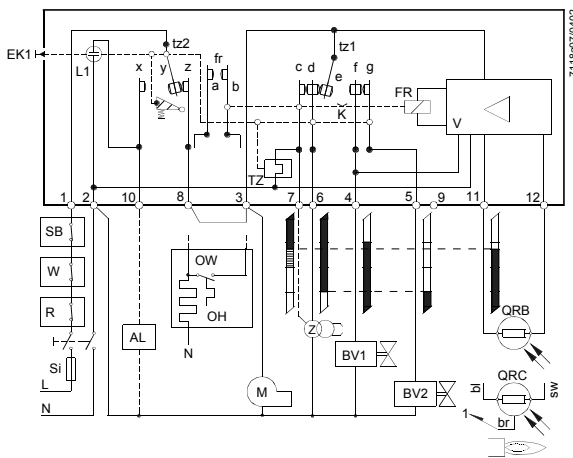 EK1
L1
tz2
x
y
z
fr
a
b
tz1
c
d
e
f
g
K
FR
V
TZ
1
2
10
8
3
7
6
4
5
9
11
12
SB
W
R
Si
L
N
AL
OW
OH
N
M
Z
BV1
BV2
QRB
QRC
bl
sw
br
1